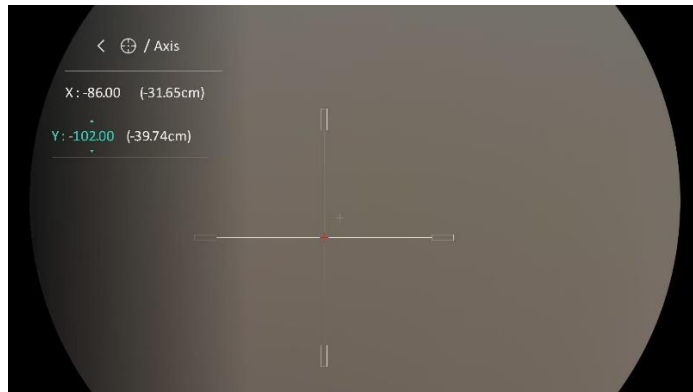 / Axis
X : -86.00 (-31.65cm)
Y : -102.00 (-39.74cm)